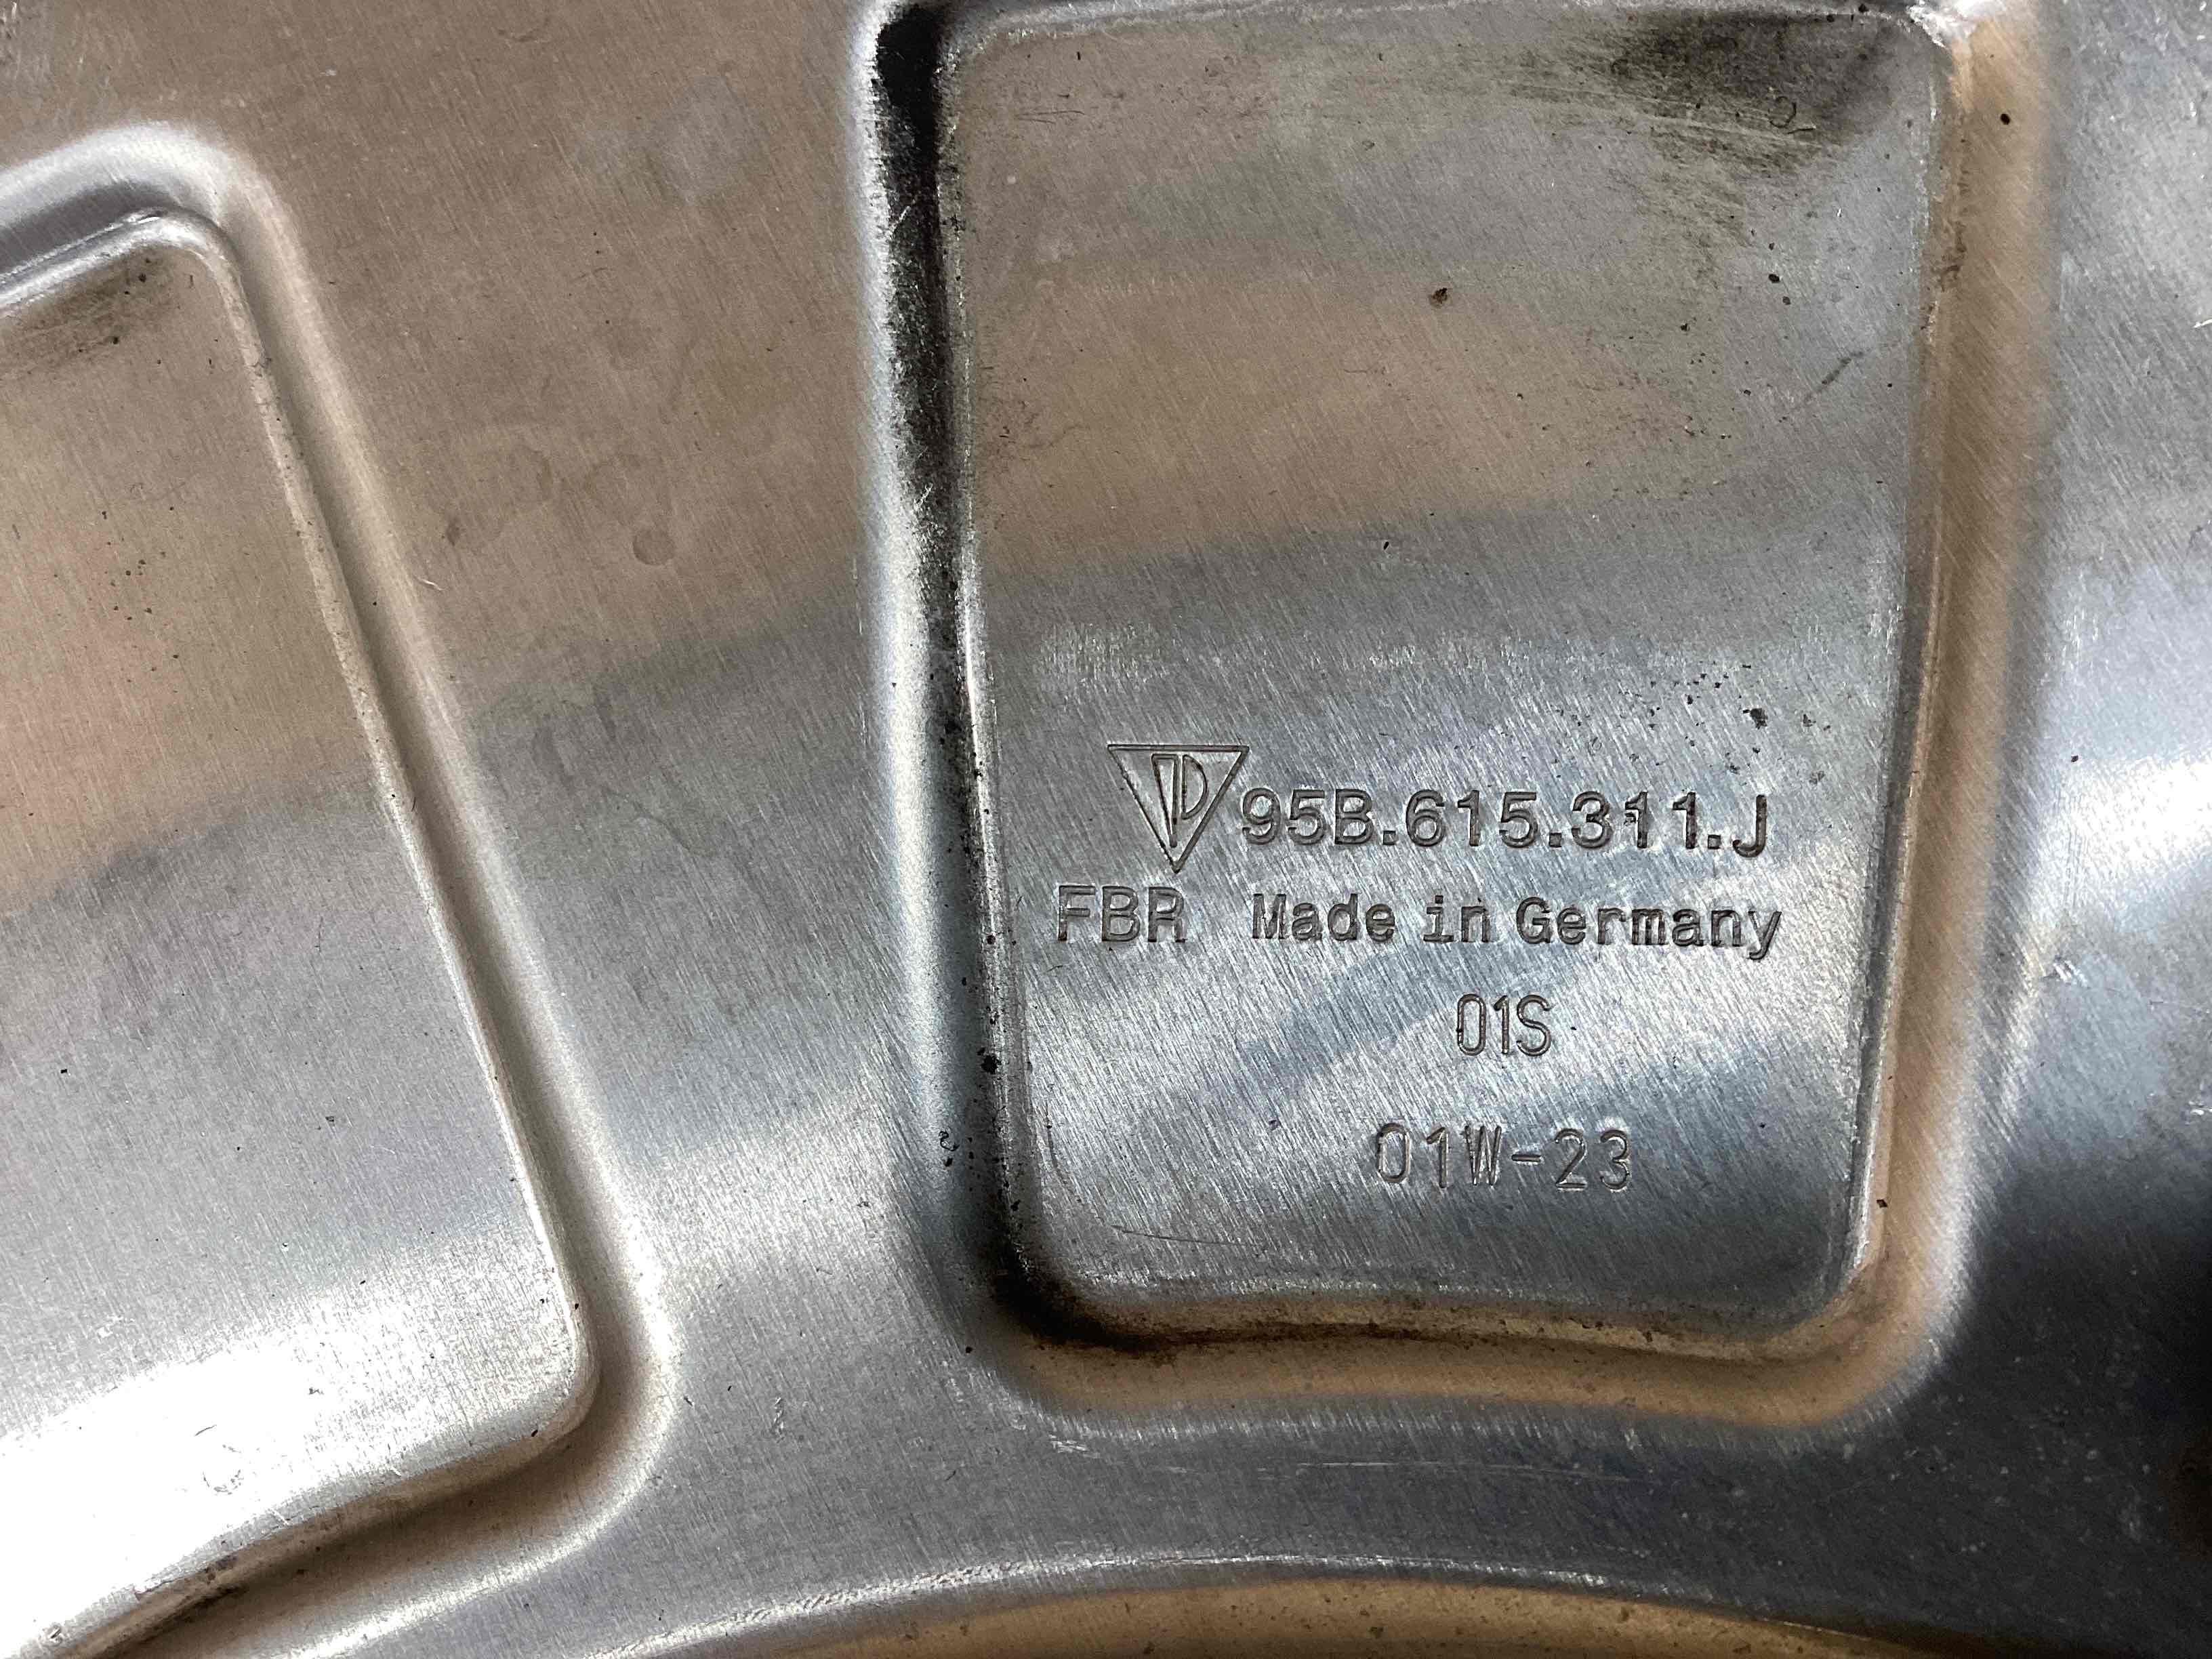 95B.615.311.J
FBR Made in Germany
01S
01W-23